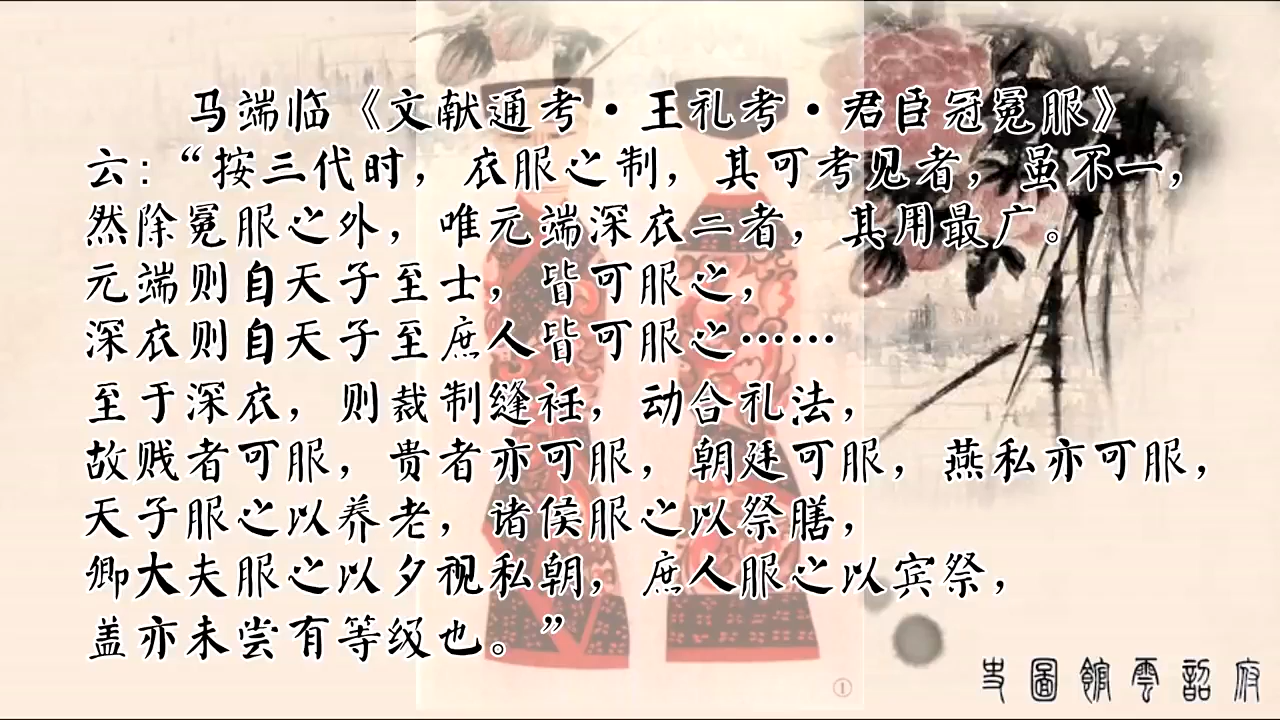 马端临《文献通考·王礼考·君臣冠冕服》
云：“按三代时，衣服之制，其可考见者，虽不一，
然除冕服之外，唯元端深衣二者，其用最广。
元端则自天子至士，皆可服之，
深衣则自天子至庶人皆可服之……
至于深衣，则裁制缝衽，动合礼法，
故贱者可服，贵者亦可服，朝廷可服，燕私亦可服，
天子服之以养老，诸侯服之以祭膳，
卿大夫服之以夕视私朝，庶人服之以宾祭，
盖亦未尝有等级也。”
①